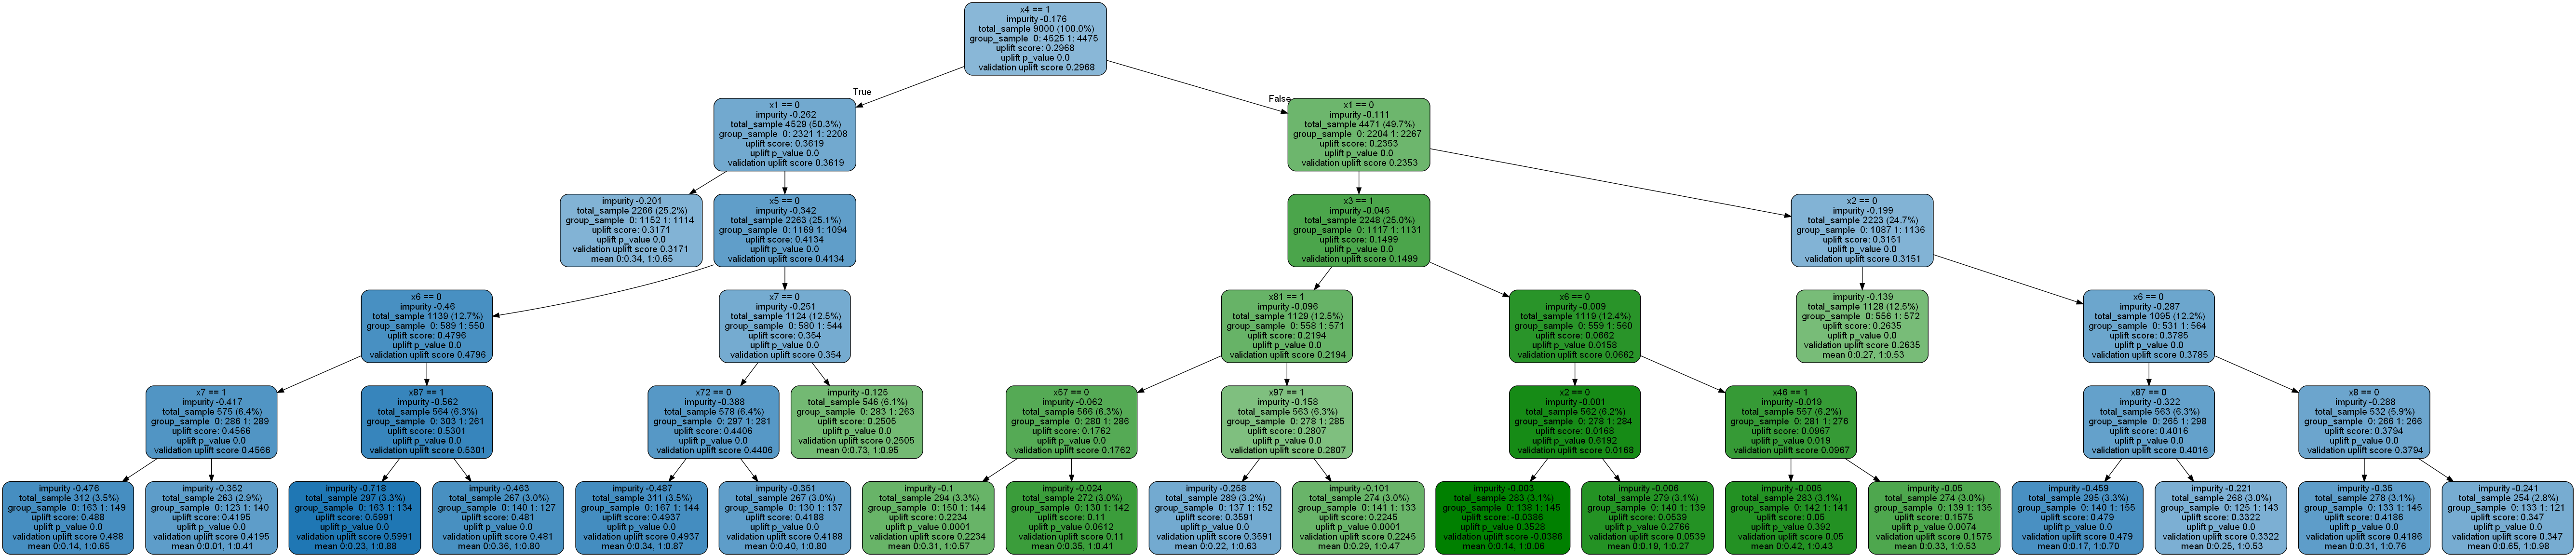 x4 == 1
impurity -0.176
total_sample 9000 (100.0%)
group_sample 0: 4525 1: 4475
uplift score: 0.2968
uplift p_value 0.0
validation uplift score 0.2968
True
False
x1 == 0
impurity -0.262
total_sample 4529 (50.3%)
group_sample 0: 2321 1: 2208
uplift score: 0.3619
uplift p_value 0.0
validation uplift score 0.3619
x1 == 0
impurity -0.111
total_sample 4471 (49.7%)
group_sample 0: 2204 1: 2267
uplift score: 0.2353
uplift p_value 0.0
validation uplift score 0.2353
impurity -0.201
total_sample 2266 (25.2%)
group_sample 0: 1152 1: 1114
uplift score: 0.3171
uplift p_value 0.0
validation uplift score 0.3171
mean 0:0.34, 1:0.65
x5 == 0
impurity -0.342
total_sample 2263 (25.1%)
group_sample 0: 1169 1: 1094
uplift score: 0.4134
uplift p_value 0.0
validation uplift score 0.4134
x3 == 1
impurity -0.045
total_sample 2248 (25.0%)
group_sample 0: 1117 1: 1131
uplift score: 0.1499
uplift p_value 0.0
validation uplift score 0.1499
x2 == 0
impurity -0.199
total_sample 2223 (24.7%)
group_sample 0: 1087 1: 1136
uplift score: 0.3151
uplift p_value 0.0
validation uplift score 0.3151
x6 == 0
impurity -0.46
total_sample 1139 (12.7%)
group_sample 0: 589 1: 550
uplift score: 0.4796
uplift p_value 0.0
validation uplift score 0.4796
x7 == 0
impurity -0.251
total_sample 1124 (12.5%)
group_sample 0: 580 1: 544
uplift score: 0.354
uplift p_value 0.0
validation uplift score 0.354
x81 == 1
impurity -0.096
total_sample 1129 (12.5%)
group_sample 0: 558 1: 571
uplift score: 0.2194
uplift p_value 0.0
validation uplift score 0.2194
x6 == 0
impurity -0.009
total_sample 1119 (12.4%)
group_sample 0: 559 1: 560
uplift score: 0.0662
uplift p_value 0.0158
validation uplift score 0.0662
impurity -0.139
total_sample 1128 (12.5%)
group_sample 0: 556 1: 572
uplift score: 0.2635
uplift p_value 0.0
validation uplift score 0.2635
mean 0:0.27, 1:0.53
x6 == 0
impurity -0.287
total_sample 1095 (12.2%)
group_sample 0: 531 1: 564
uplift score: 0.3785
uplift p_value 0.0
validation uplift score 0.3785
x7 == 1
impurity -0.417
total_sample 575 (6.4%)
group_sample 0: 286 1: 289
uplift score: 0.4566
uplift p_value 0.0
validation uplift score 0.4566
x87 == 1
impurity -0.562
total_sample 564 (6.3%)
group_sample 0: 303 1: 261
uplift score: 0.5301
uplift p_value 0.0
validation uplift score 0.5301
x72 == 0
impurity -0.388
total_sample 578 (6.4%)
group_sample 0: 297 1: 281
uplift score: 0.4406
uplift p_value 0.0
validation uplift score 0.4406
impurity -0.125
total_sample 546 (6.1%)
group_sample 0: 283 1: 263
uplift score: 0.2505
uplift p_value 0.0
validation uplift score 0.2505
mean 0:0.73, 1:0.95
x57 == 0
impurity -0.062
total_sample 566 (6.3%)
group_sample 0: 280 1: 286
uplift score: 0.1762
uplift p_value 0.0
validation uplift score 0.1762
x97 == 1
impurity -0.158
total_sample 563 (6.3%)
group_sample 0: 278 1: 285
uplift score: 0.2807
uplift p_value 0.0
validation uplift score 0.2807
x2 == 0
impurity -0.001
total_sample 562 (6.2%)
group_sample 0: 278 1: 284
uplift score: 0.0168
uplift p_value 0.6192
validation uplift score 0.0168
x46 == 1
impurity -0.019
total_sample 557 (6.2%)
group_sample 0: 281 1: 276
uplift score: 0.0967
uplift p_value 0.019
validation uplift score 0.0967
x87 == 0
impurity -0.322
total_sample 563 (6.3%)
group_sample 0: 265 1: 298
uplift score: 0.4016
uplift p_value 0.0
validation uplift score 0.4016
x8 == 0
impurity -0.288
total_sample 532 (5.9%)
group_sample 0: 266 1: 266
uplift score: 0.3794
uplift p_value 0.0
validation uplift score 0.3794
impurity -0.476
total_sample 312 (3.5%)
group_sample 0: 163 1: 149
uplift score: 0.488
uplift p_value 0.0
validation uplift score 0.488
mean 0:0.14, 1:0.65
impurity -0.352
total_sample 263 (2.9%)
group_sample 0: 123 1: 140
uplift score: 0.4195
uplift p_value 0.0
validation uplift score 0.4195
mean 0:0.01, 1:0.41
impurity -0.718
total_sample 297 (3.3%)
group_sample 0: 163 1: 134
uplift score: 0.5991
uplift p_value 0.0
validation uplift score 0.5991
mean 0:0.23, 1:0.88
impurity -0.463
total_sample 267 (3.0%)
group_sample 0: 140 1: 127
uplift score: 0.481
uplift p_value 0.0
validation uplift score 0.481
mean 0:0.36, 1:0.80
impurity -0.487
total_sample 311 (3.5%)
group_sample 0: 167 1: 144
uplift score: 0.4937
uplift p_value 0.0
validation uplift score 0.4937
mean 0:0.34, 1:0.87
impurity -0.351
total_sample 267 (3.0%)
group_sample 0: 130 1: 137
uplift score: 0.4188
uplift p_value 0.0
validation uplift score 0.4188
mean 0:0.40, 1:0.80
impurity -0.1
total_sample 294 (3.3%)
group_sample 0: 150 1: 144
uplift score: 0.2234
uplift p_value 0.0001
validation uplift score 0.2234
mean 0:0.31, 1:0.57
impurity -0.024
total_sample 272 (3.0%)
group_sample 0: 130 1: 142
uplift score: 0.11
uplift p_value 0.0612
validation uplift score 0.11
mean 0:0.35, 1:0.41
impurity -0.258
total_sample 289 (3.2%)
group_sample 0: 137 1: 152
uplift score: 0.3591
uplift p_value 0.0
validation uplift score 0.3591
mean 0:0.22, 1:0.63
impurity -0.101
total_sample 274 (3.0%)
group_sample 0: 141 1: 133
uplift score: 0.2245
uplift p_value 0.0001
validation uplift score 0.2245
mean 0:0.29, 1:0.47
impurity -0.003
total_sample 283 (3.1%)
group_sample 0: 138 1: 145
uplift score: -0.0386
uplift p_value 0.3528
validation uplift score -0.0386
mean 0:0.14, 1:0.06
impurity -0.006
total_sample 279 (3.1%)
group_sample 0: 140 1: 139
uplift score: 0.0539
uplift p_value 0.2766
validation uplift score 0.0539
mean 0:0.19, 1:0.27
impurity -0.005
total_sample 283 (3.1%)
group_sample 0: 142 1: 141
uplift score: 0.05
uplift p_value 0.392
validation uplift score 0.05
mean 0:0.42, 1:0.43
impurity -0.05
total_sample 274 (3.0%)
group_sample 0: 139 1: 135
uplift score: 0.1575
uplift p_value 0.0074
validation uplift score 0.1575
mean 0:0.33, 1:0.53
impurity -0.459
total_sample 295 (3.3%)
group_sample 0: 140 1: 155
uplift score: 0.479
uplift p_value 0.0
validation uplift score 0.479
mean 0:0.17, 1:0.70
impurity -0.221
total_sample 268 (3.0%)
group_sample 0: 125 1: 143
uplift score: 0.3322
uplift p_value 0.0
validation uplift score 0.3322
mean 0:0.25, 1:0.53
impurity -0.35
total_sample 278 (3.1%)
group_sample 0: 133 1: 145
uplift score: 0.4186
uplift p_value 0.0
validation uplift score 0.4186
mean 0:0.31, 1:0.76
impurity -0.241
total_sample 254 (2.8%)
group_sample 0: 133 1: 121
uplift score: 0.347
uplift p_value 0.0
validation uplift score 0.347
mean 0:0.65, 1:0.98